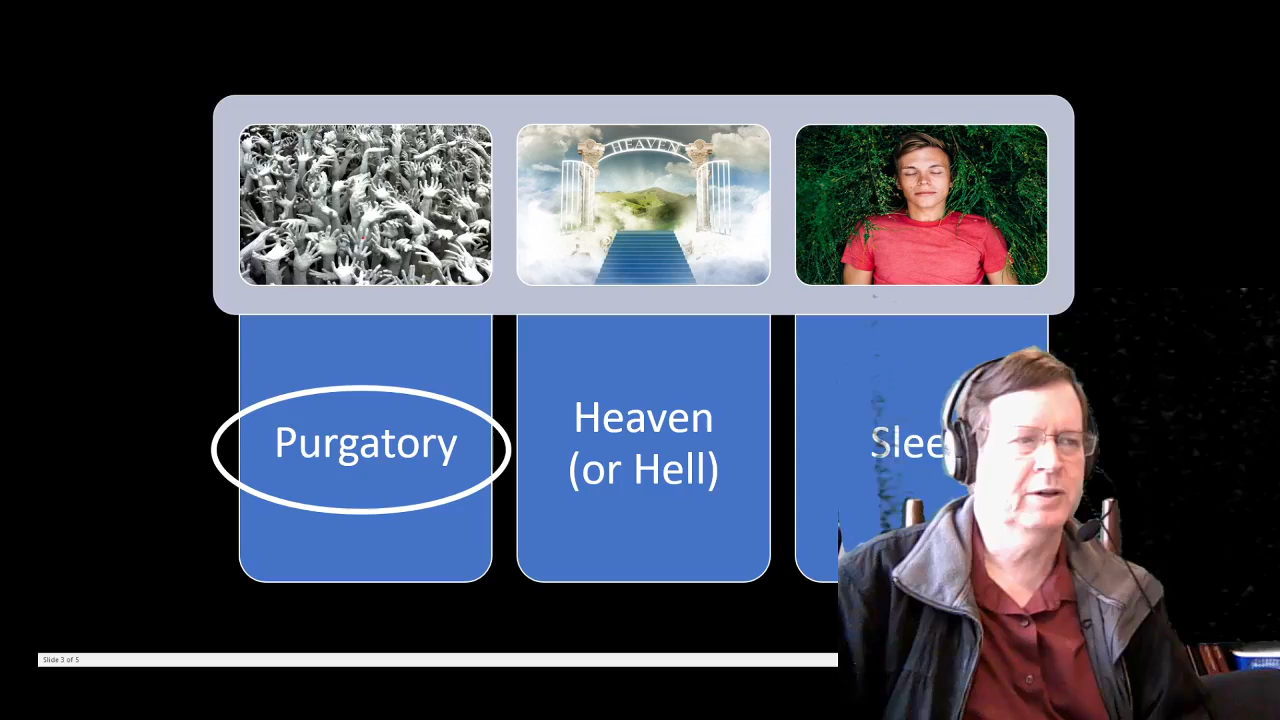 HEAVEN
Purgatory
Heaven
(or Hell)
Slee
Slide 3 of 5